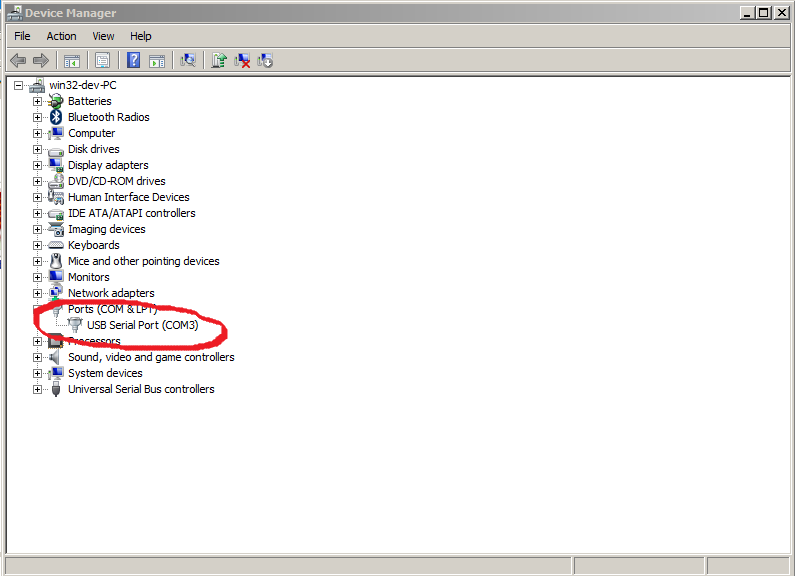 Device Manager
File Action View Help
win32-dev-PC
Batteries
Bluetooth Radios
Computer
Disk drives
Display adapters
DVD/CD-ROM drives
Human Interface Devices
IDE ATA/ATAPI controllers
Imaging devices
Keyboards
Mice and other pointing devices
Monitors
Network adapters
Ports (COM & LPT)
USB Serial Port (COM3)
Processors
Sound, video and game controllers
System devices
Universal Serial Bus controllers